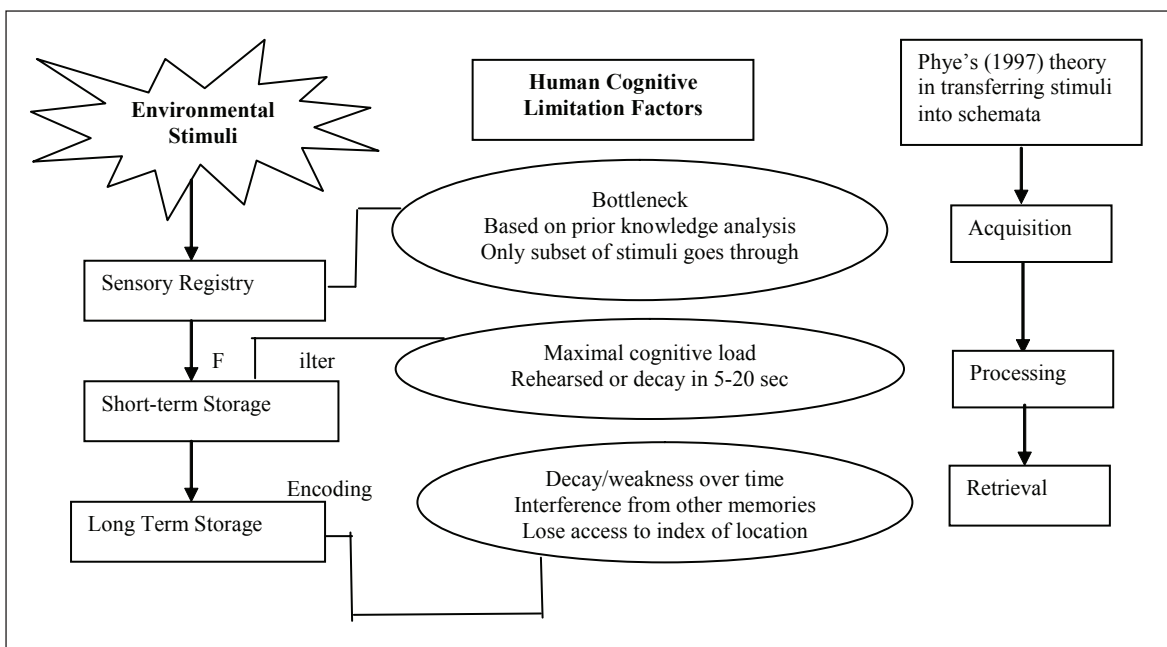 Environmental
Stimuli
Human Cognitive
Limitation Factors
Phye's (1997) theory
in transferring stimuli
into schemata
Bottleneck
Based on prior knowledge analysis
Only subset of stimuli goes through
Acquisition
Sensory Registry
F ilter
Maximal cognitive load
Rehearsed or decay in 5-20 sec
Processing
Short-term Storage
Encoding
Decay/weakness over time
Interference from other memories
Lose access to index of location
Retrieval
Long Term Storage